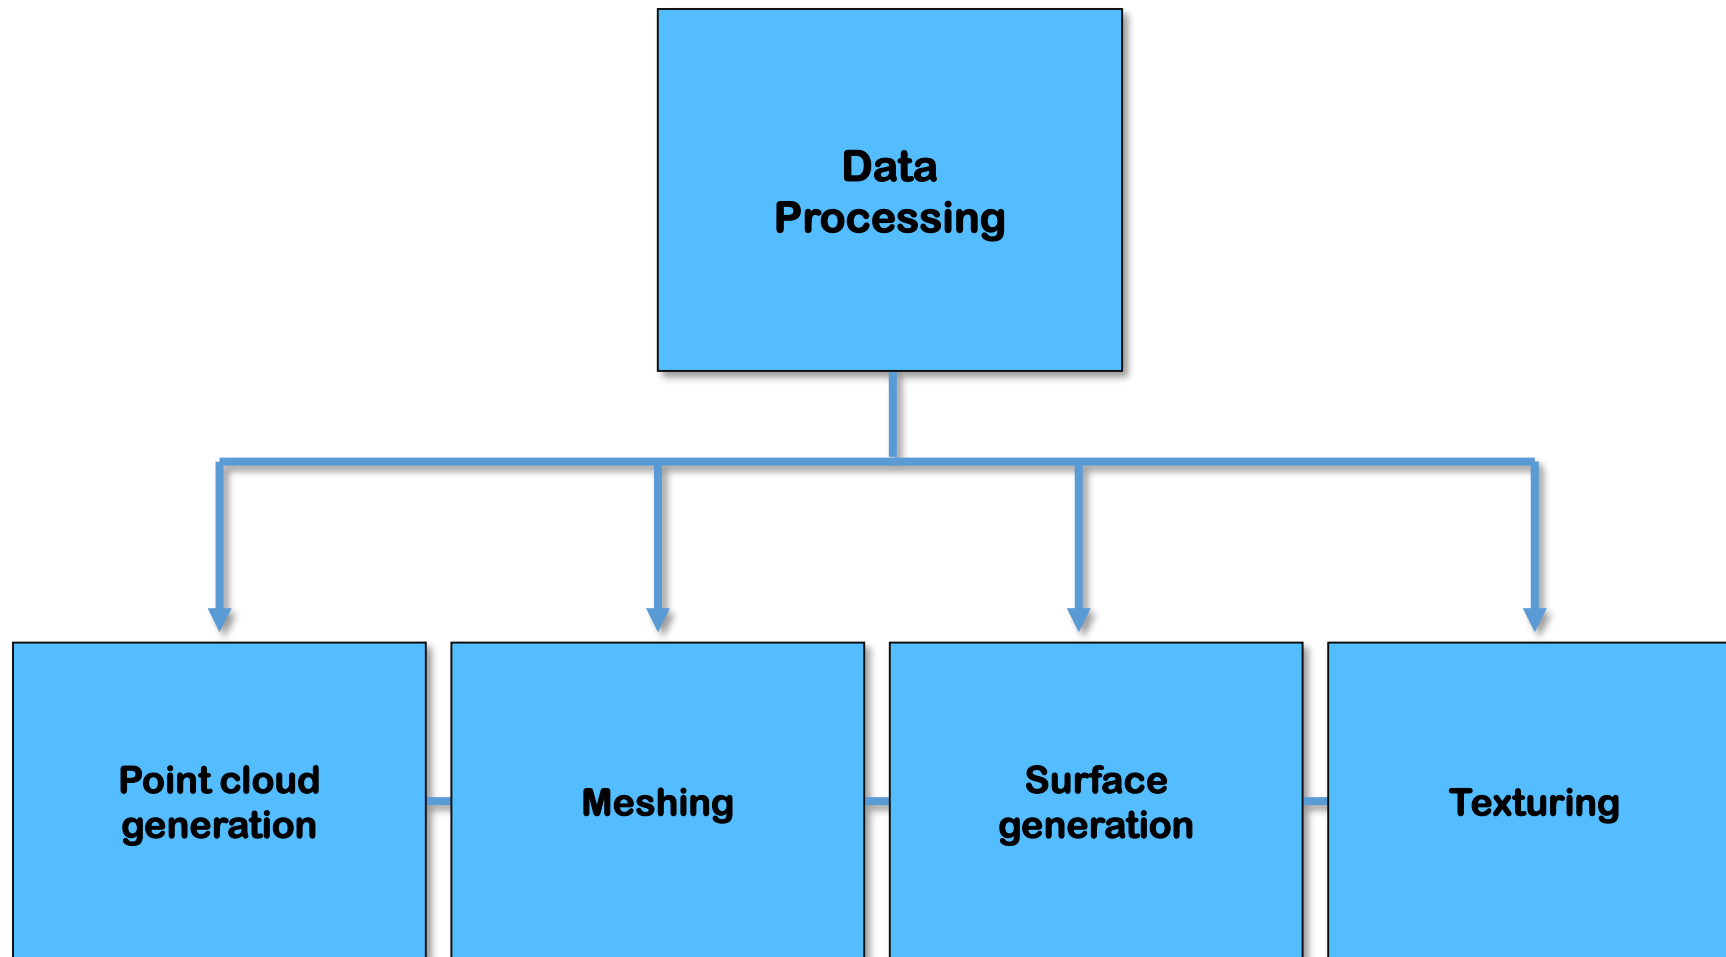 Data
Processing
Point cloud
generation
Meshing
Surface
generation
Texturing